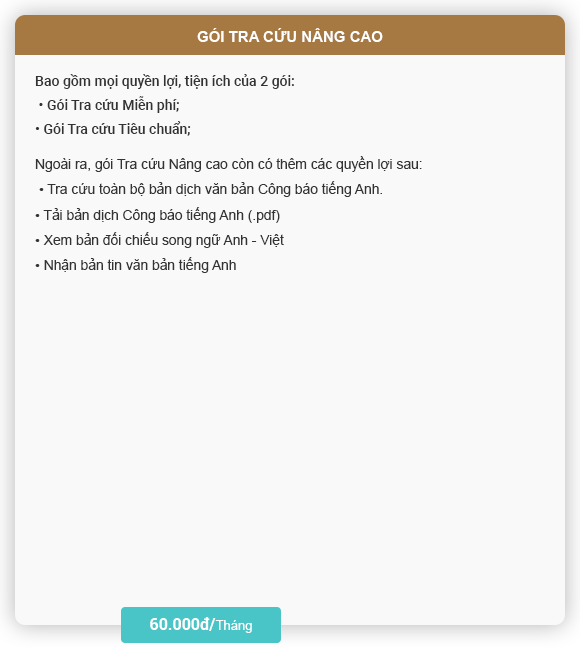 GÓI TRA CỨU NÂNG CAO
Bao gồm mọi quyền lợi, tiện ích của 2 gói:
• Gói Tra cứu Miễn phí;
• Gói Tra cứu Tiêu chuẩn;
Ngoài ra, gói Tra cứu Nâng cao còn có thêm các quyền lợi sau:
• Tra cứu toàn bộ bản dịch văn bản Công báo tiếng Anh.
• Tải bản dịch Công báo tiếng Anh (.pdf)
• Xem bản đối chiếu song ngữ Anh - Việt
• Nhận bản tin văn bản tiếng Anh
60.000đ/Tháng